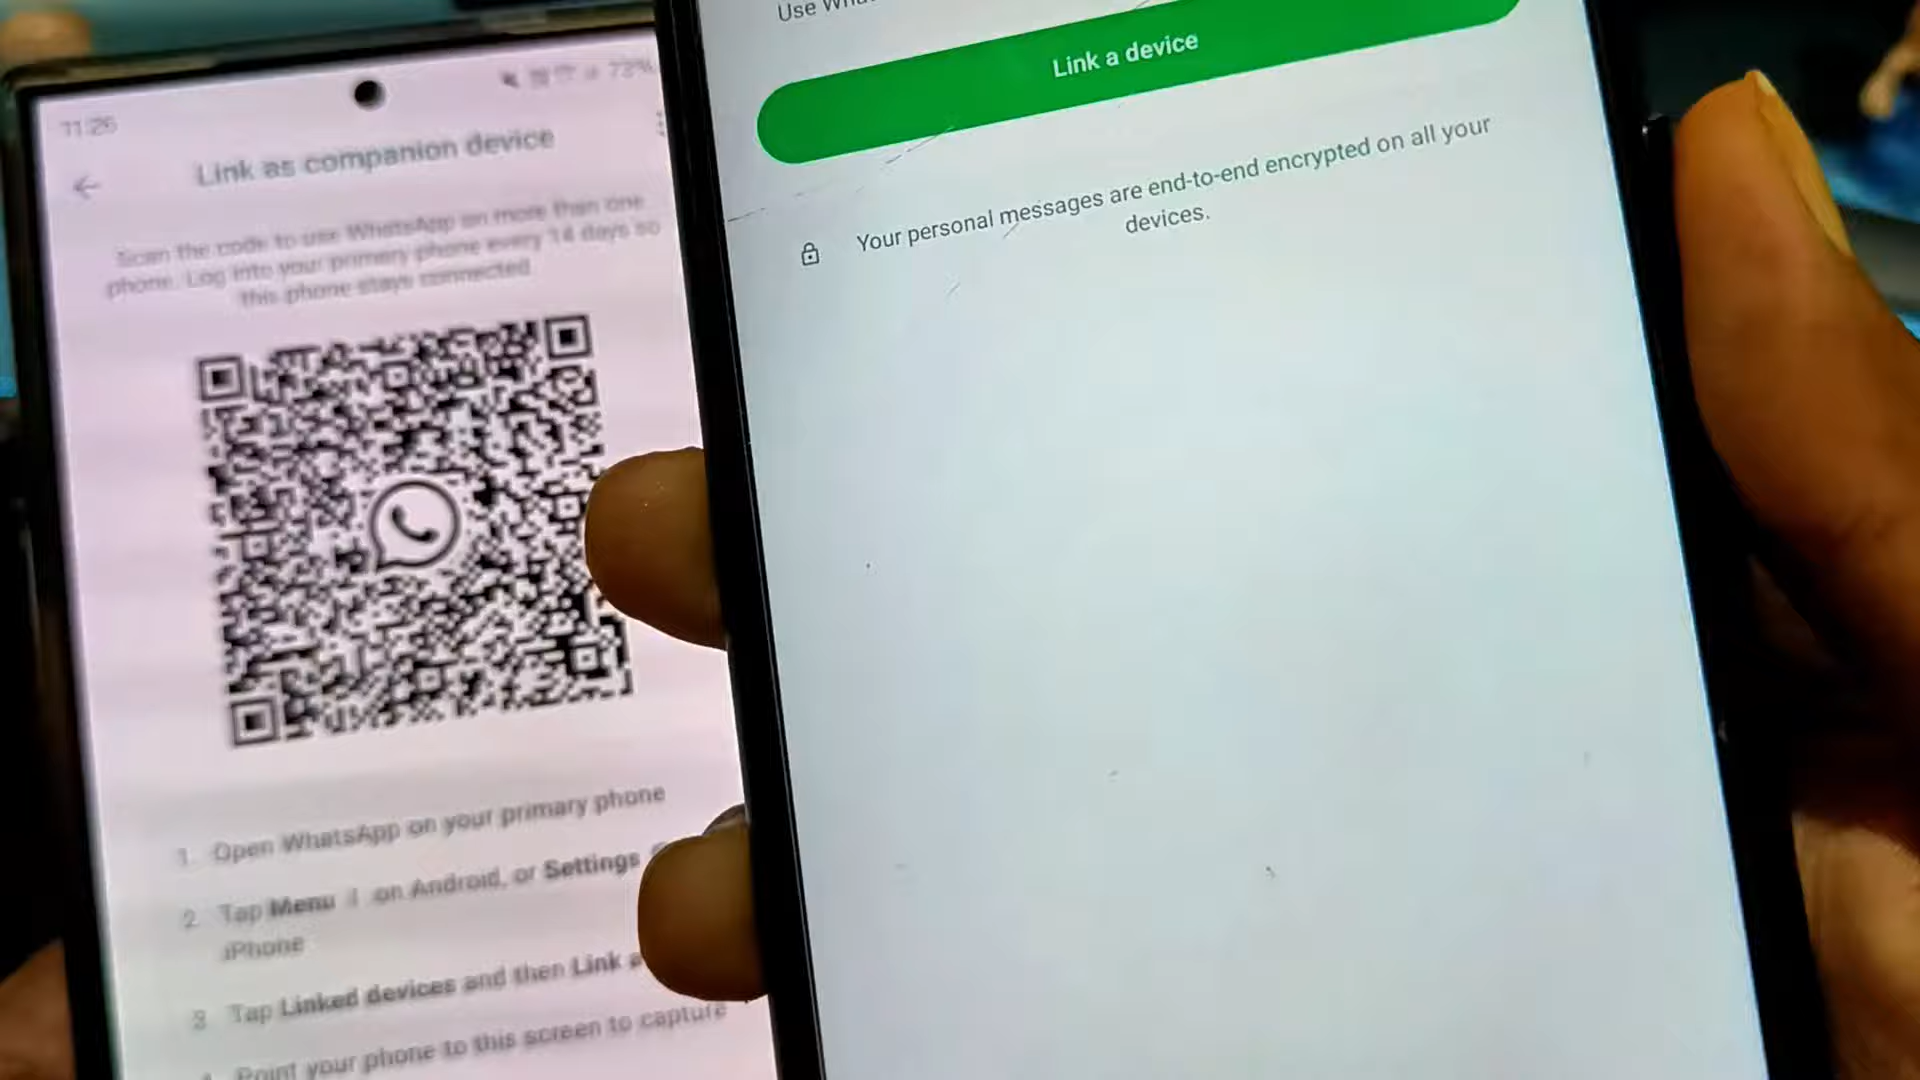 11:26
73%
Link as companion device
Scan the code to use WhatsApp on more than one
phone. Log into your primary phone every 14 days so
this phone stays connected.
1. Open WhatsApp on your primary phone
2. Tap Menu on Android, or Settings
iPhone
3 Tap Linked devices and then Link a
Point your phone to this screen to capture
Use
Link a device
Your personal messages are end-to-end encrypted on all your
devices.